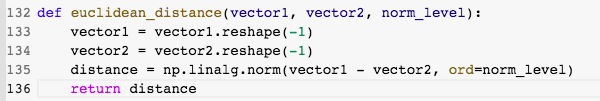 132 def euclidean_distance(vector1, vector2, norm_level):
133     vector1 = vector1.reshape(-1)
134     vector2 = vector2.reshape(-1)
135     distance = np.linalg.norm(vector1 - vector2, ord=norm_level)
136     return distance